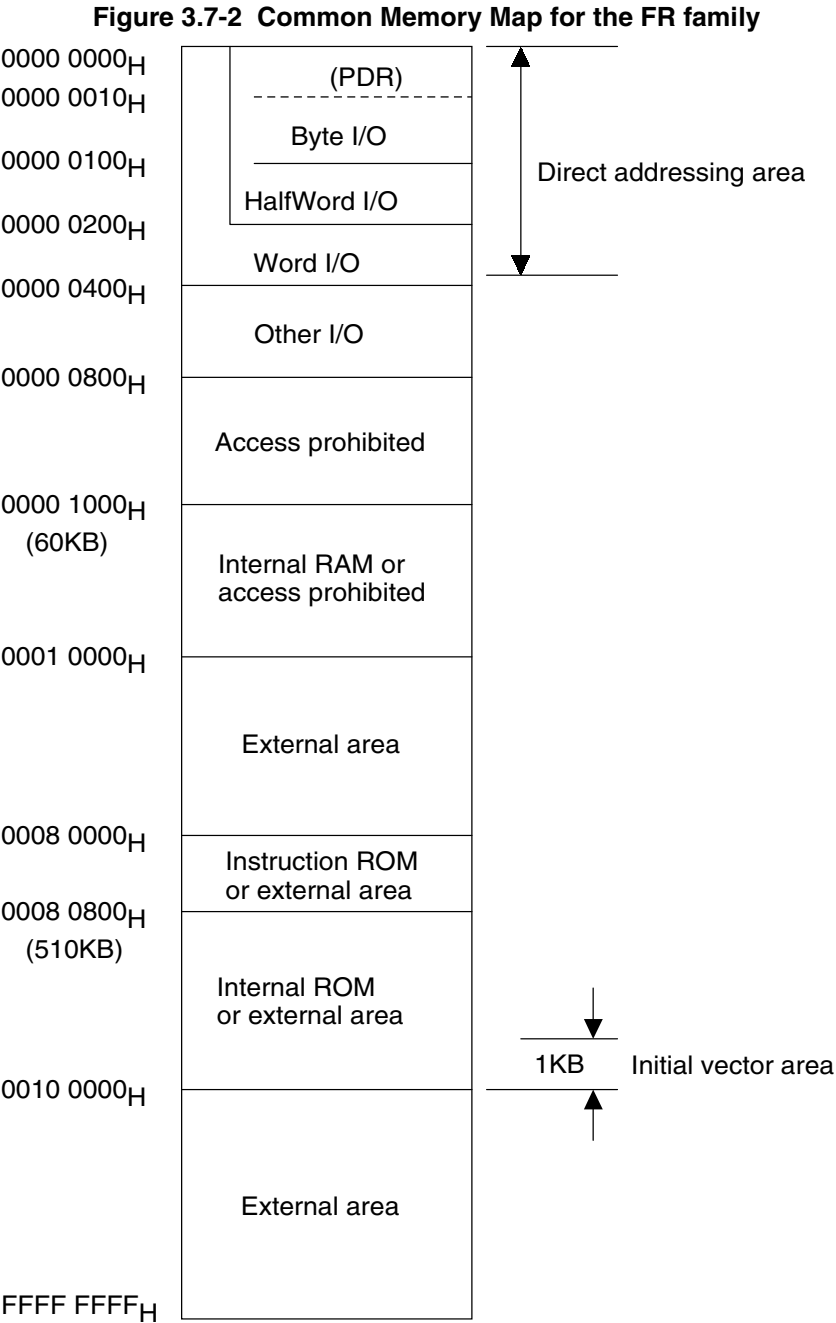 Figure 3.7-2 Common Memory Map for the FR family
0000 0000H
(PDR)
0000 0010H
Byte I/O
0000 0100H
Direct addressing area
HalfWord I/O
0000 0200H
Word I/O
0000 0400H
Other I/O
0000 0800H
Access prohibited
0000 1000H
(60KB)
Internal RAM or
access prohibited
0001 0000H
External area
0008 0000H
Instruction ROM
or external area
0008 0800H
(510KB)
Internal ROM
or external area
1KB Initial vector area
0010 0000H
External area
FFFF FFFFH